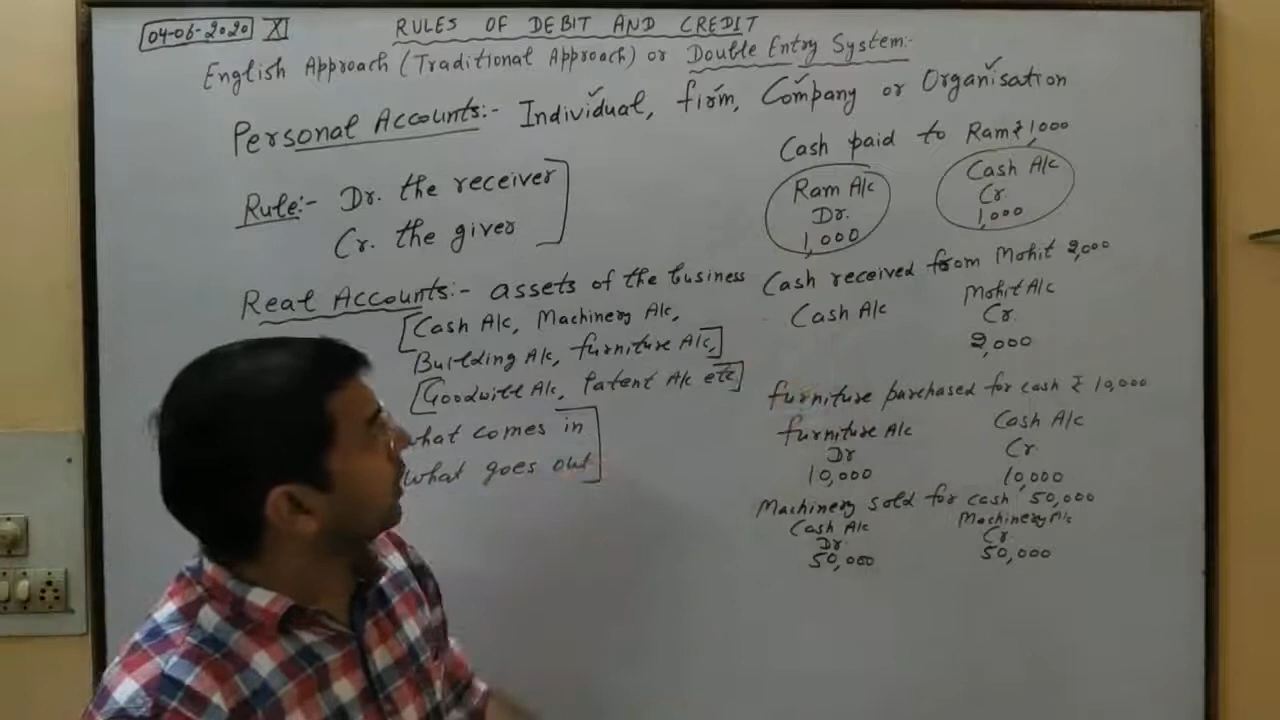 04-06-2020 XI
RULES OF DEBIT AND CREDIT
English Approach (Traditional Approach) or Double Entry System:-
Personal Accounts:- Individual, firm, Company or Organisation
Rule:- Dr. the receiver
Cr. the giver
Real Accounts:- assets of the business
[Cash A/c, Machinery A/c,
Building A/c, furniture A/c,]
[Goodwill A/c, Patent A/c etc]
what comes in
what goes out
Cash paid to Ram ₹ 1000
Ram A/c
Dr.
1,000
Cash A/c
Cr.
1,000
Cash received from Mohit 2,000
Cash A/c
Mohit A/c
Cr.
2,000
furniture purchased for cash ₹ 10,000
furniture A/c
Dr
10,000
Cash A/c
Cr.
10,000
Machinery sold for cash 50,000
Cash A/c
Dr.
50,000
Machinery A/c
Cr.
50,000